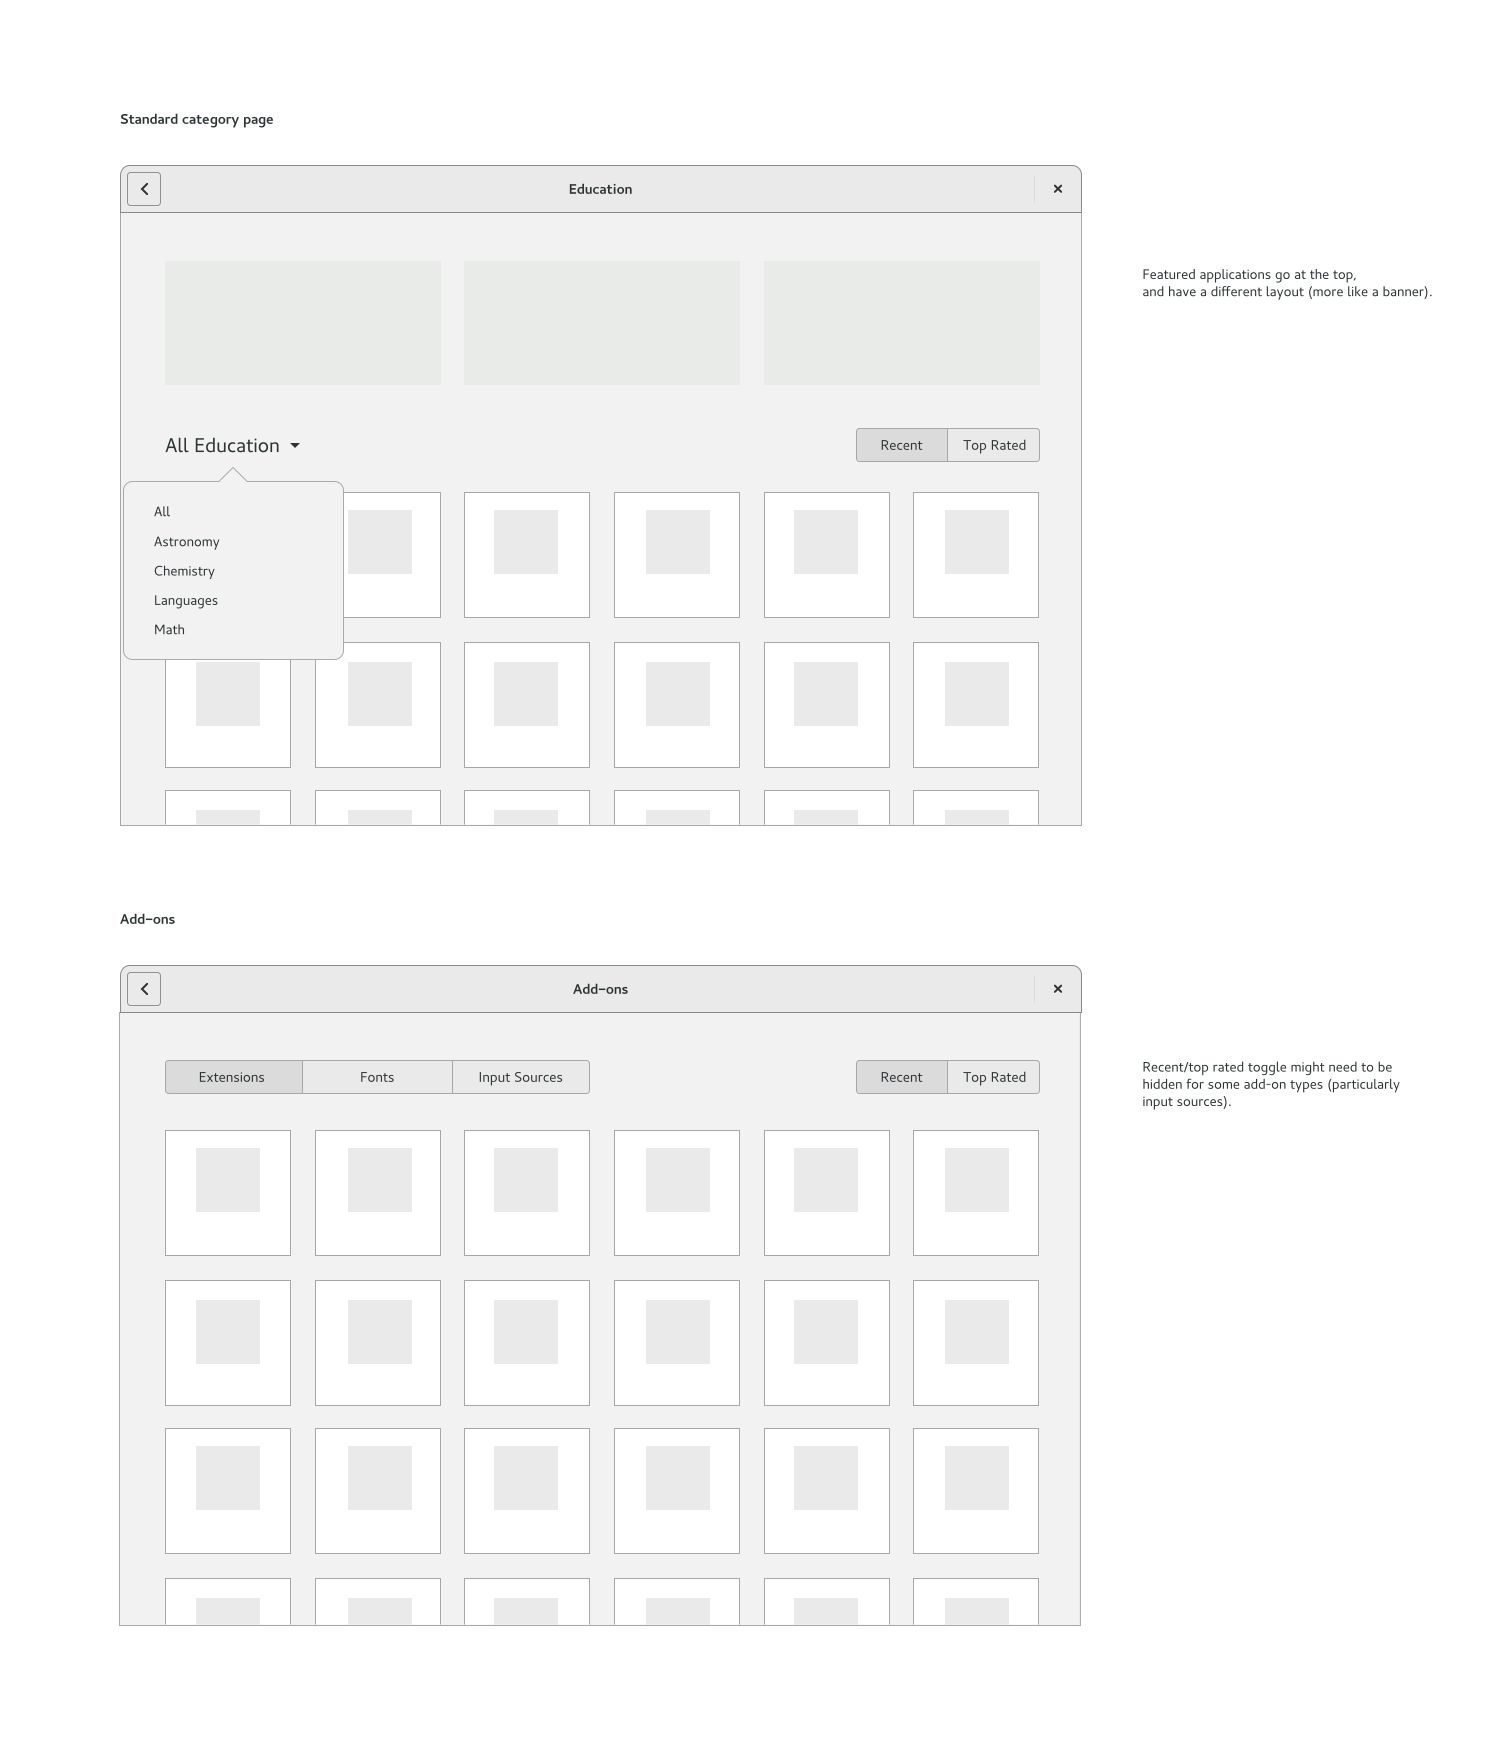 Standard category page
Education
Featured applications go at the top,
and have a different layout (more like a banner).
All Education
Recent
Top Rated
All
Astronomy
Chemistry
Languages
Math
Add-ons
Add-ons
Extensions
Fonts
Input Sources
Recent
Top Rated
Recent/top rated toggle might need to be
hidden for some add-on types (particularly
input sources).